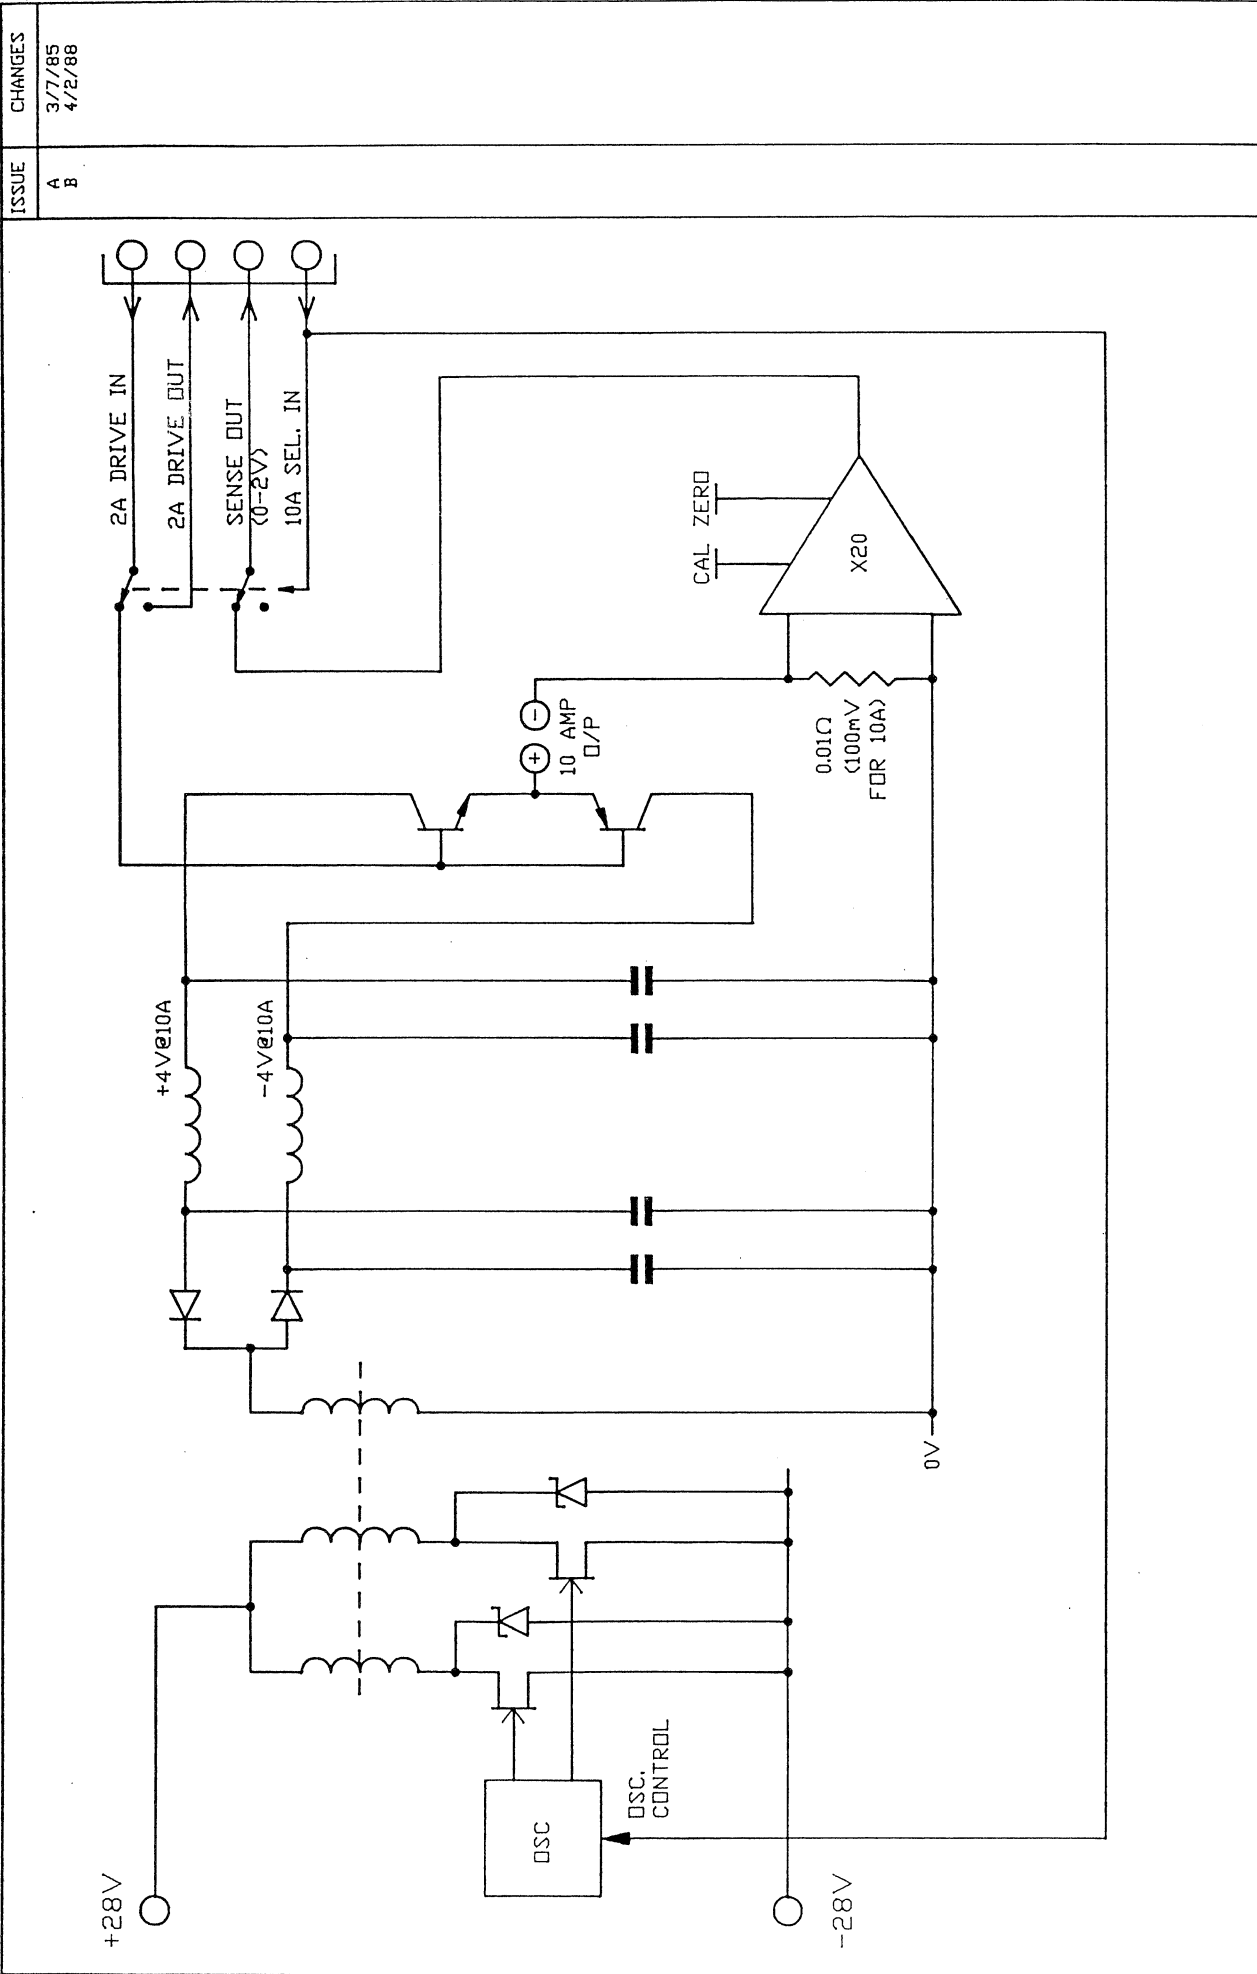 ISSUE
CHANGES
A
3/7/85
B
4/2/88
2A DRIVE IN
2A DRIVE OUT
SENSE OUT
(0-2V)
10A SEL. IN
CAL
ZERO
X20
+
-
10 AMP
O/P
0.01Ω
(100mV
FOR 10A)
+4V@10A
-4V@10A
0V
OSC
OSC.
CONTROL
+28V
-28V